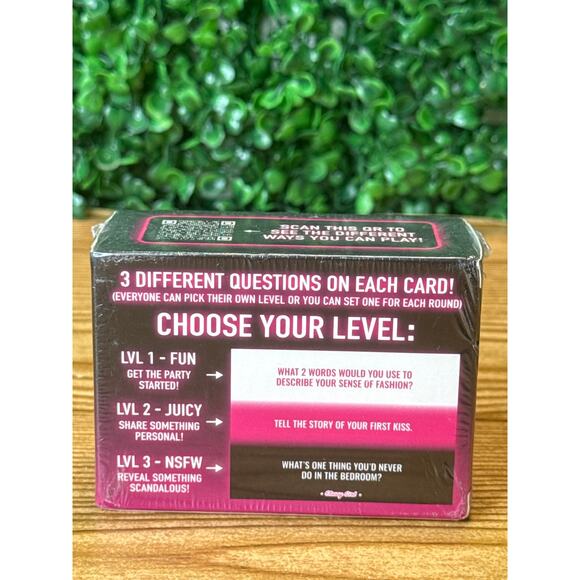 SCAN THIS QR TO
SEE THE DIFFERENT
WAYS YOU CAN PLAY!
3 DIFFERENT QUESTIONS ON EACH CARD!
(EVERYONE CAN PICK THEIR OWN LEVEL OR YOU CAN SET ONE FOR EACH ROUND)
CHOOSE YOUR LEVEL:
LVL 1 - FUN
GET THE PARTY
STARTED!
WHAT 2 WORDS WOULD YOU USE TO
DESCRIBE YOUR SENSE OF FASHION?
LVL 2 - JUICY
SHARE SOMETHING
PERSONAL!
TELL THE STORY OF YOUR FIRST KISS.
LVL 3 - NSFW
REVEAL SOMETHING
SCANDALOUS!
WHAT'S ONE THING YOU'D NEVER
DO IN THE BEDROOM?